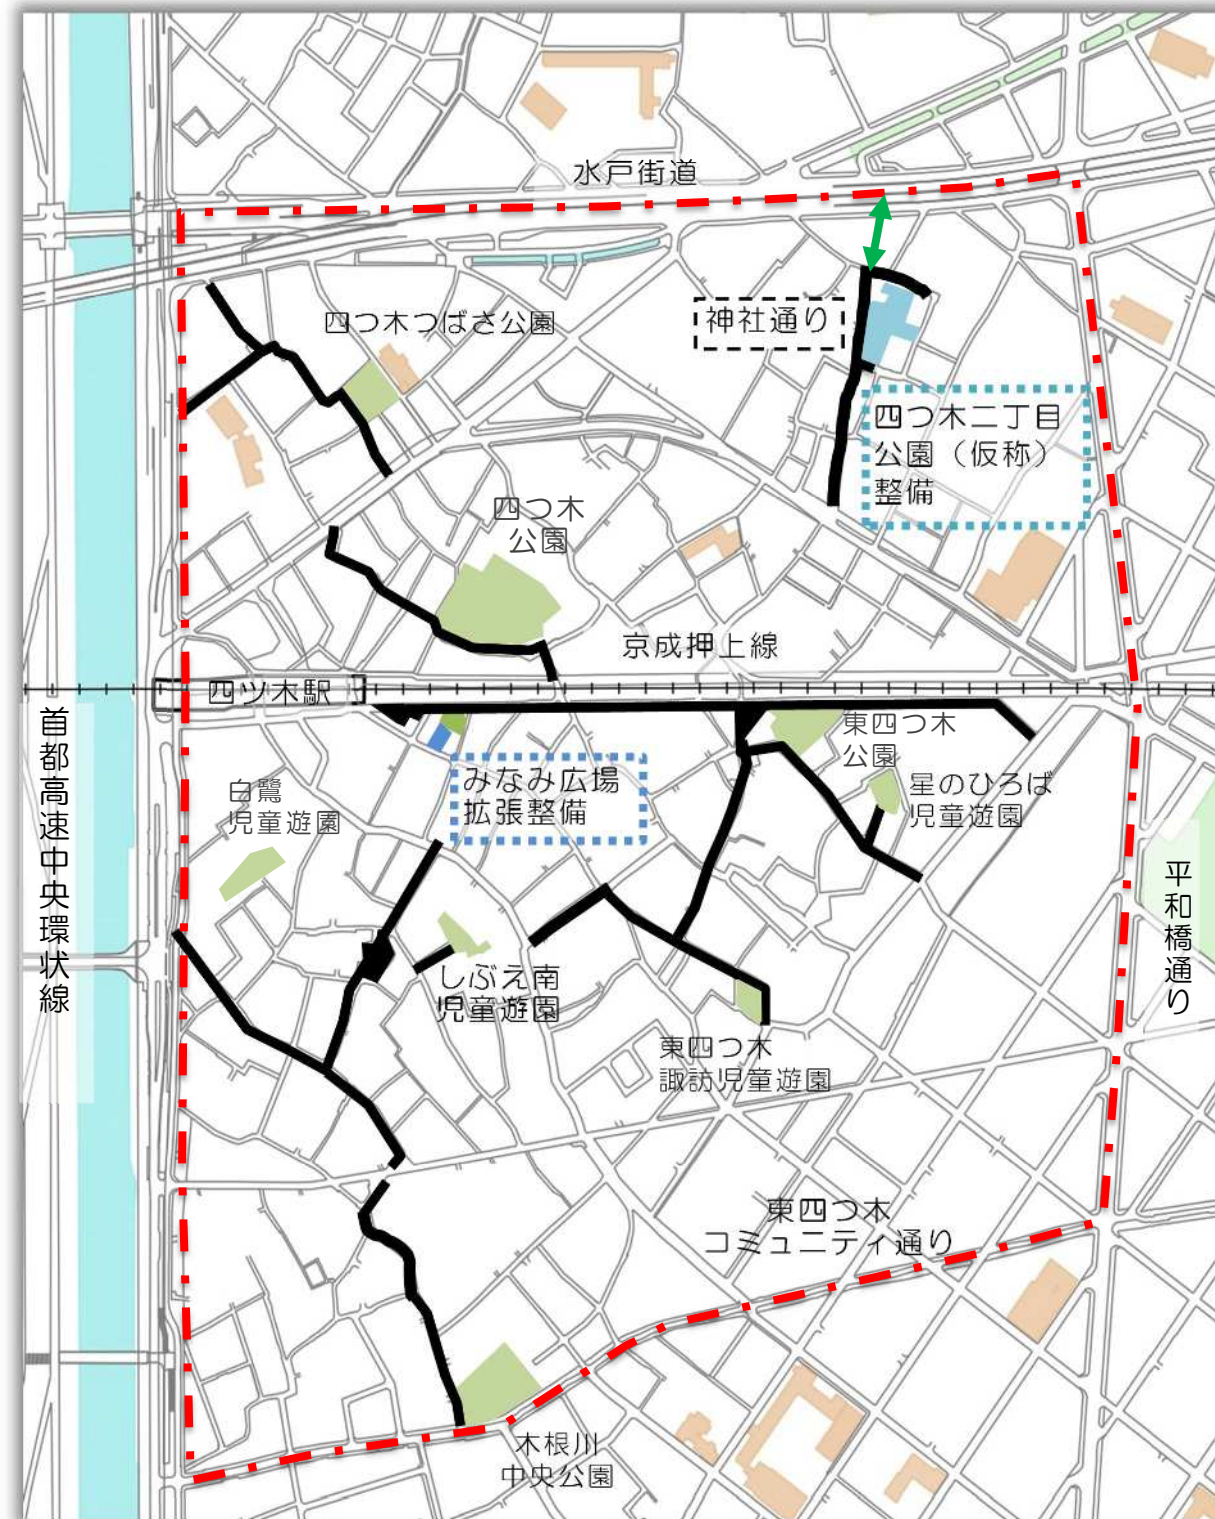 水戸街道
四つ木つばさ公園
神社通り
四つ木二丁目
公園（仮称）
整備
四つ木
公園
京成押上線
四ツ木駅
首都高速中央環状線
東四つ木
公園
みなみ広場
拡張整備
白鷺
児童遊園
星のひろば
児童遊園
平和橋通り
しぶえ南
児童遊園
東四つ木
諏訪児童遊園
東四つ木
コミュニティ通り
木根川
中央公園